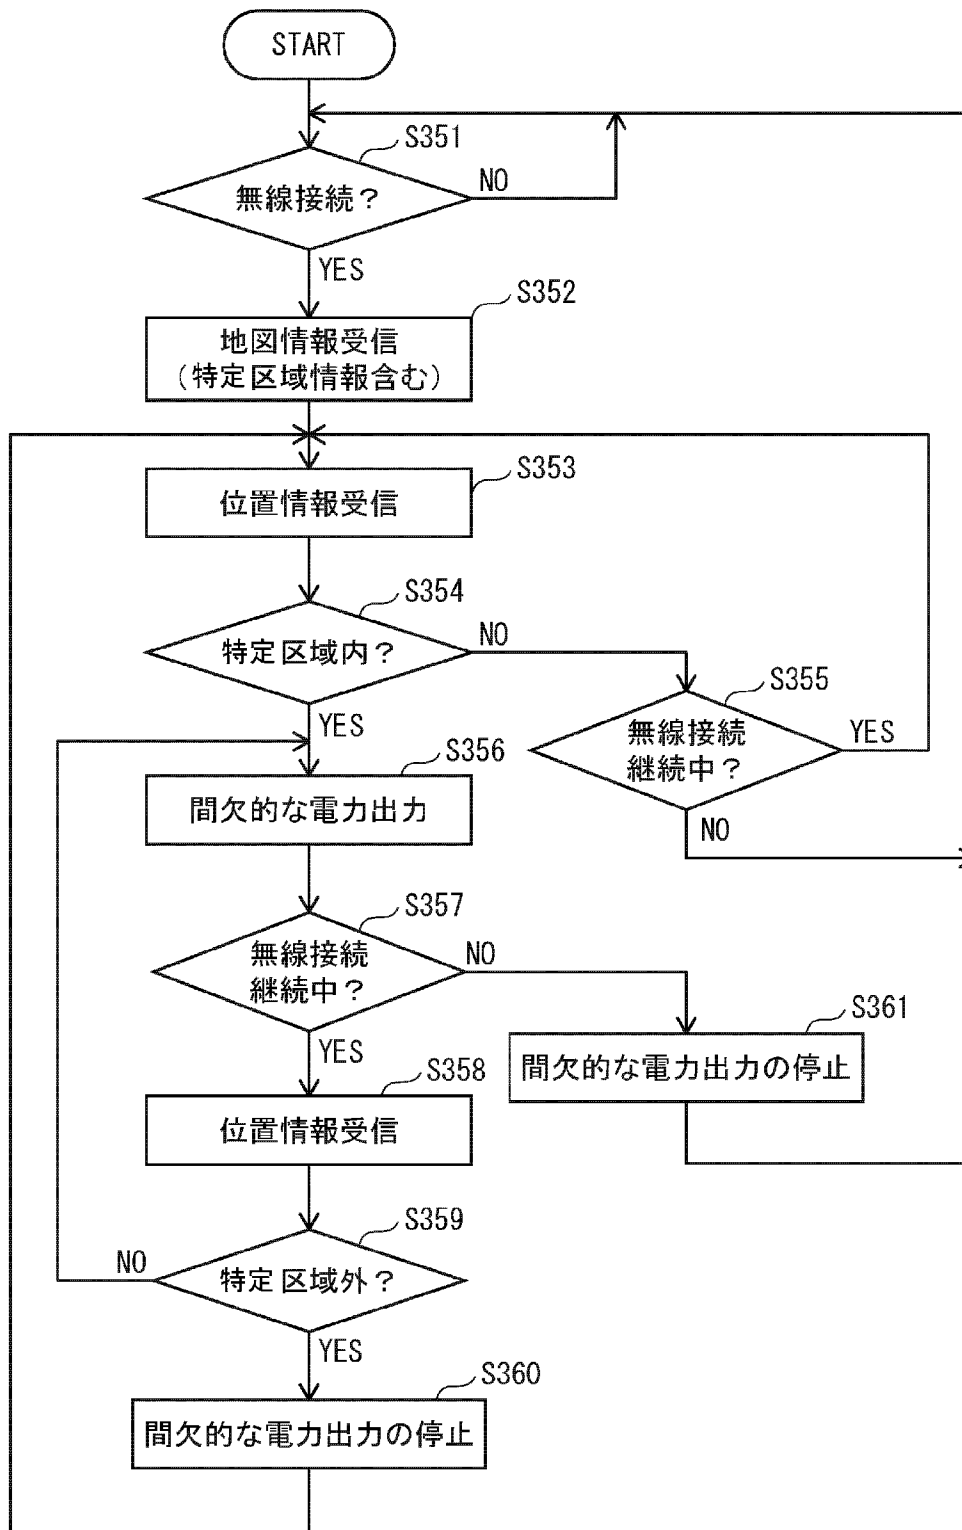 START
S351
無線接続？
NO
YES
S352
地図情報受信
（特定区域情報含む）
S353
位置情報受信
S354
特定区域内？
NO
YES
S355
無線接続
継続中？
YES
NO
S356
間欠的な電力出力
S357
無線接続
継続中？
NO
YES
S361
間欠的な電力出力の停止
S358
位置情報受信
S359
特定区域外？
NO
YES
S360
間欠的な電力出力の停止